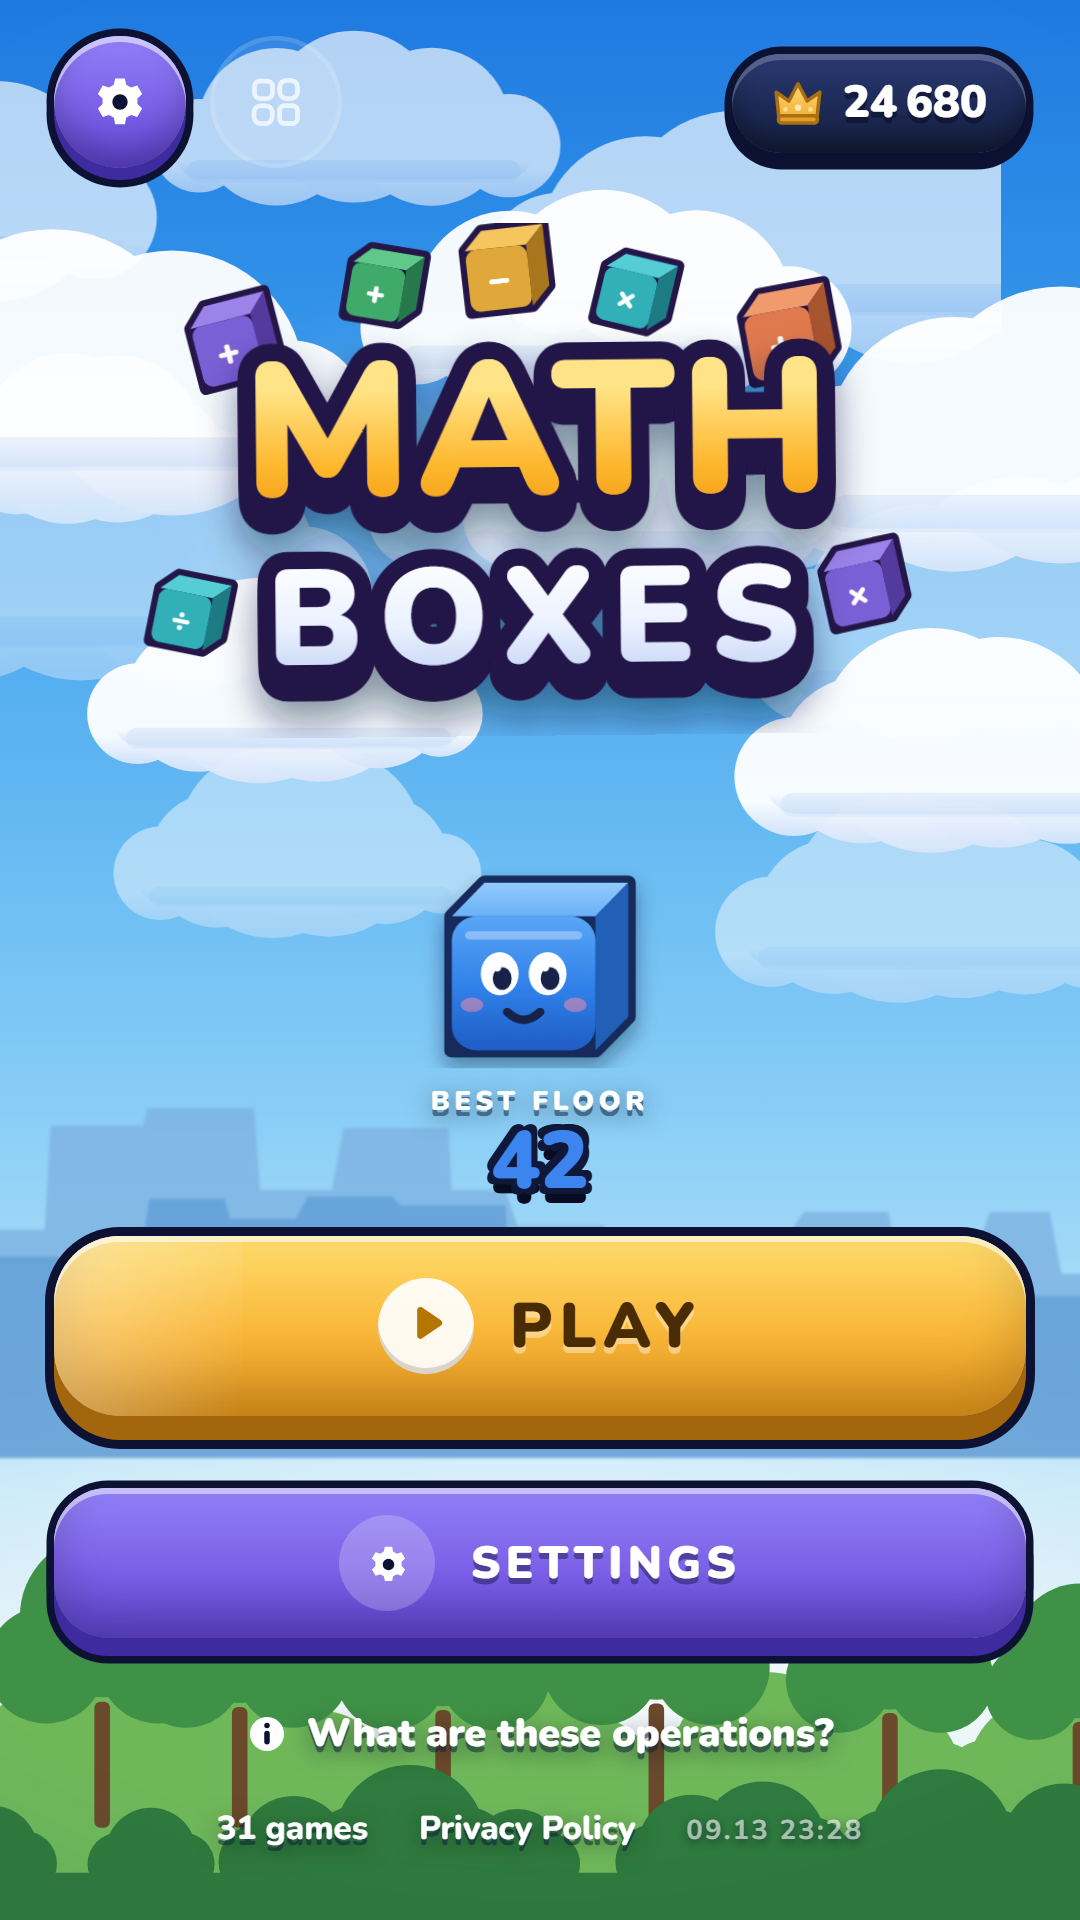 24 680
+
−
×
+
MATH
÷
BOXES
×
BEST FLOOR
42
PLAY
SETTINGS
What are these operations?
31 games Privacy Policy 09.13 23:28